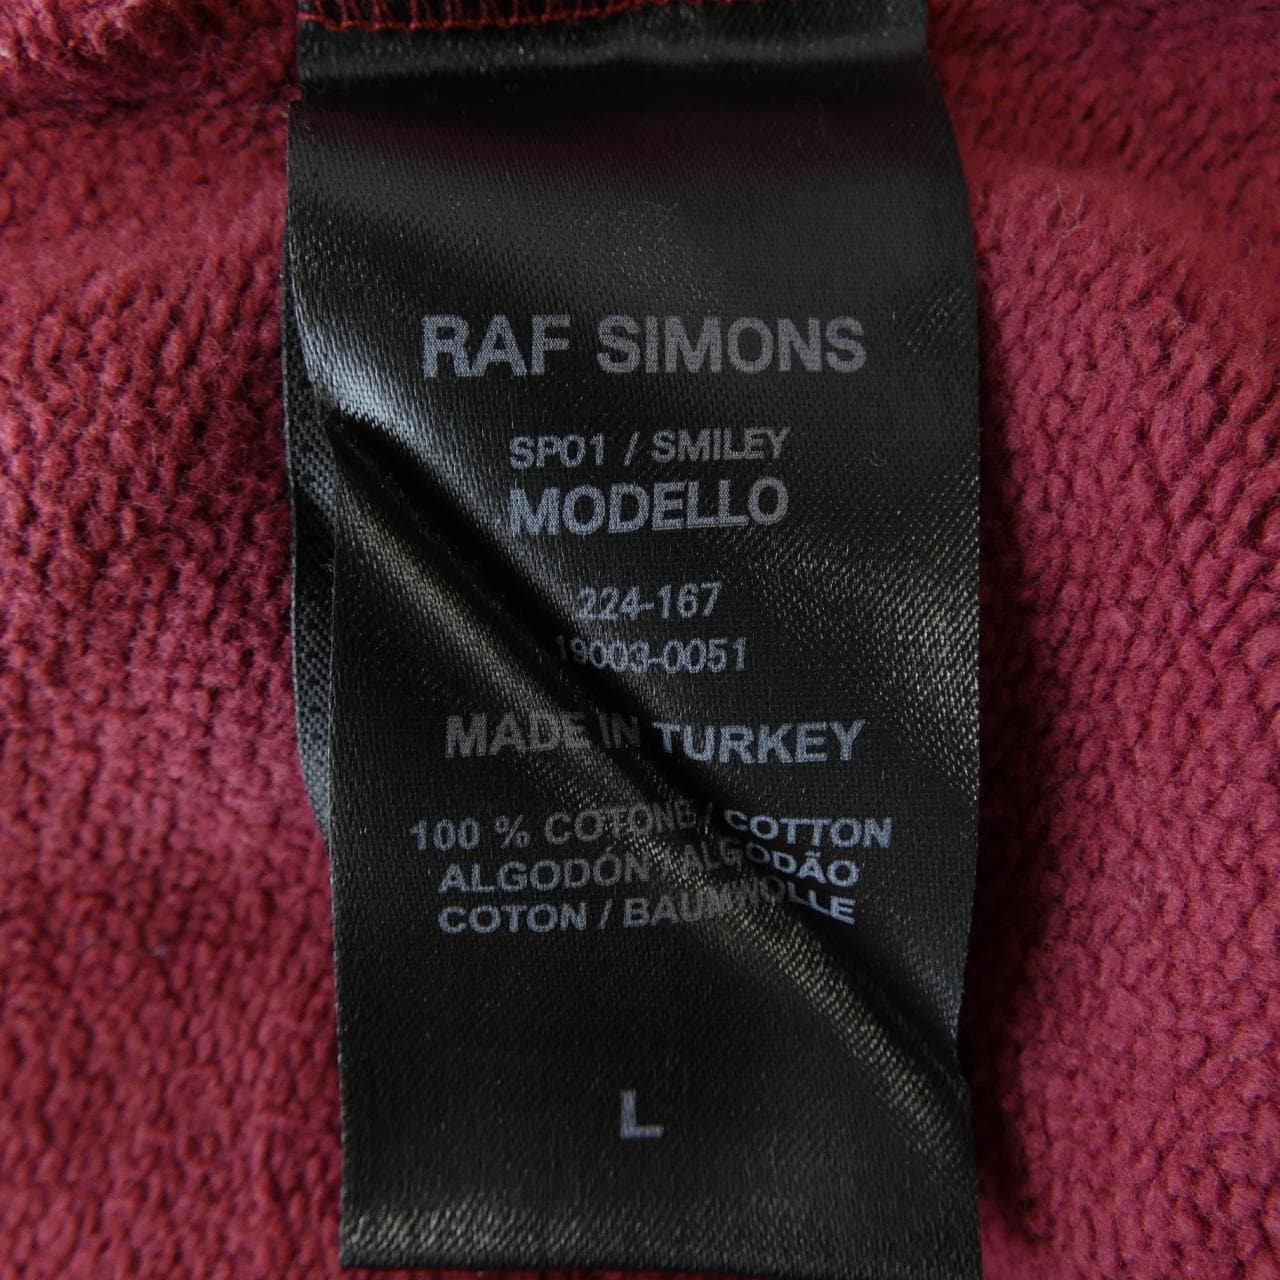 RAF SIMONS
SP01 / SMILEY
MODELLO
224-167
19003-0051
MADE IN TURKEY
100 % COTONE / COTTON
ALGODÓN / ALGODÃO
COTON / BAUMWOLLE
L